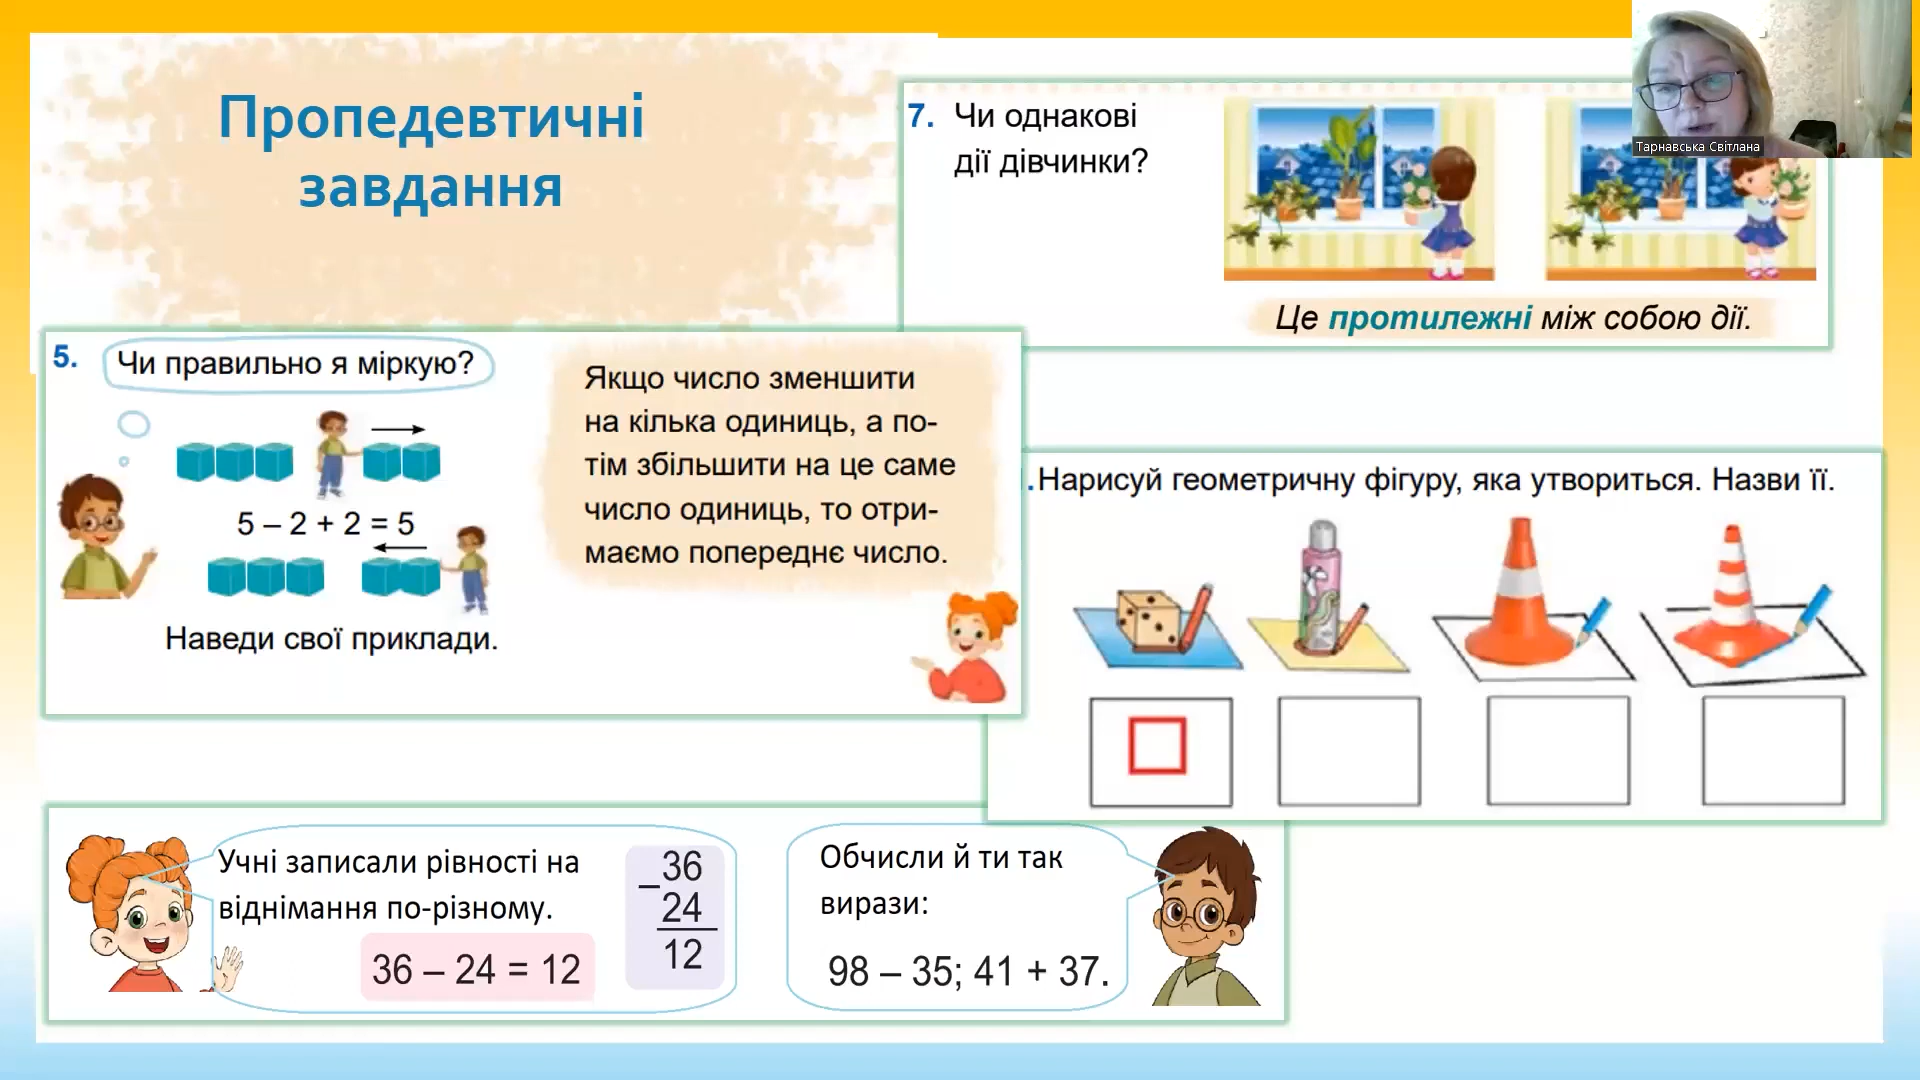 Пропедевтичні
завдання
7. Чи однакові
дії дівчинки?
Тарнавська Світлана
Це протилежні між собою дії.
5. Чи правильно я міркую?
5 – 2 + 2 = 5
Наведи свої приклади.
Якщо число зменшити
на кілька одиниць, а по-
тім збільшити на це саме
число одиниць, то отри-
маємо попереднє число.
.Нарисуй геометричну фігуру, яка утвориться. Назви її.
Учні записали рівності на
віднімання по-різному.
36 – 24 = 12
–36
24
12
Обчисли й ти так
вирази:
98 – 35; 41 + 37.